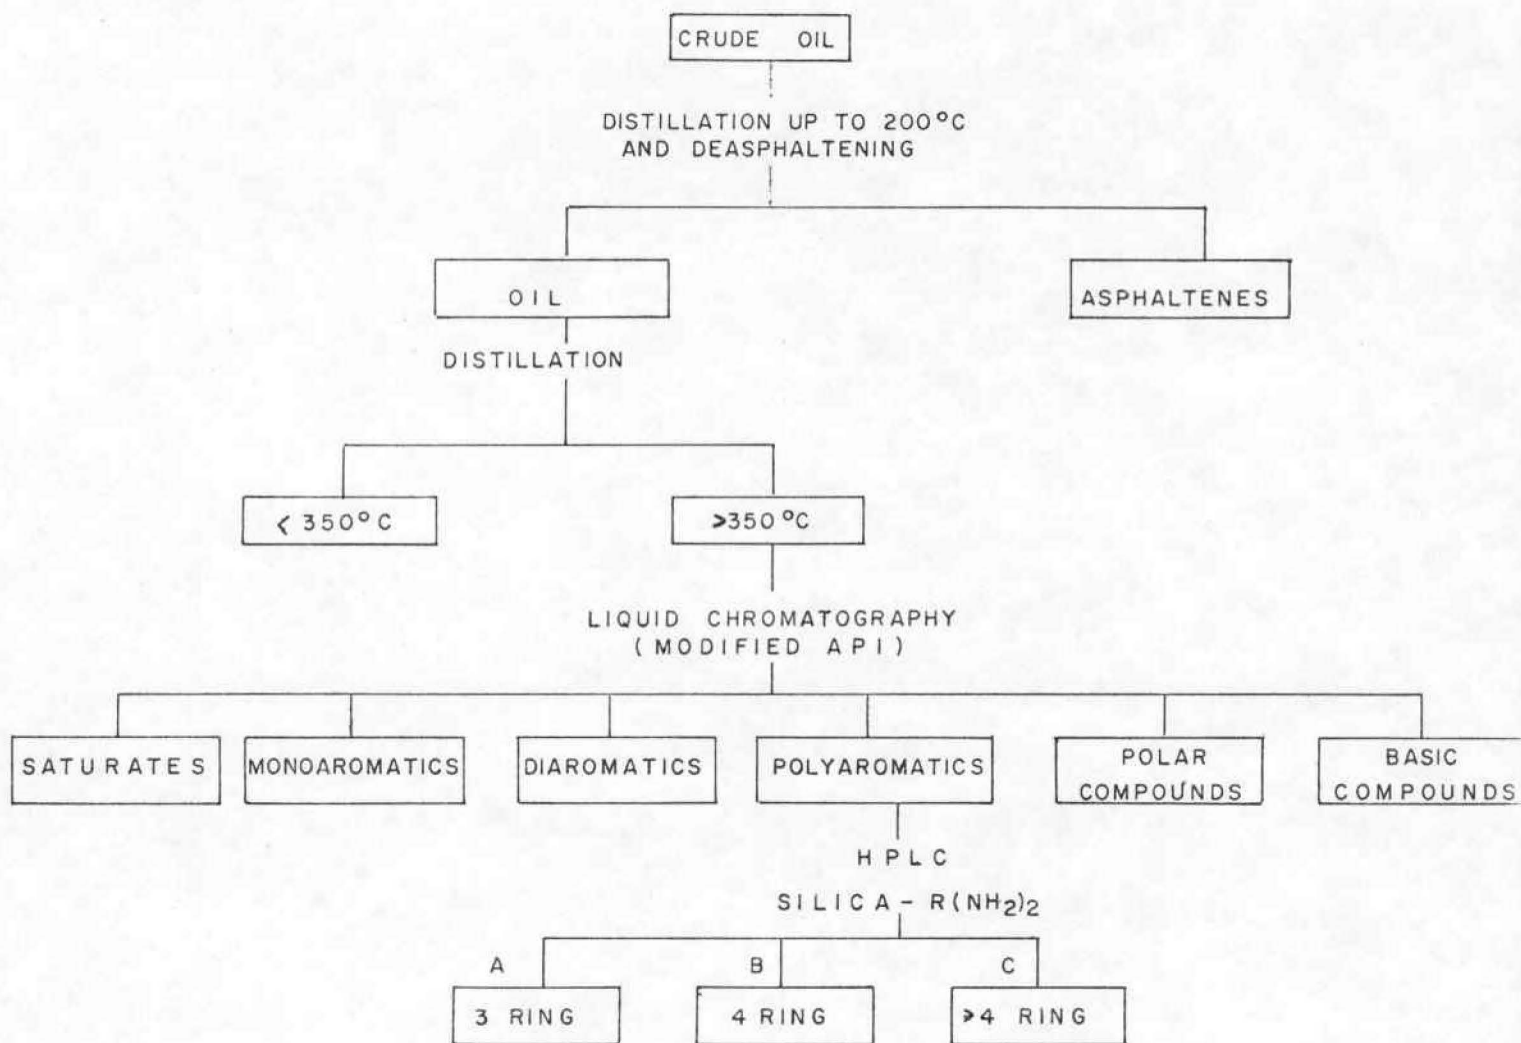 CRUDE OIL
DISTILLATION UP TO 200°C
AND DEASPHALTENING
OIL
ASPHALTENES
DISTILLATION
< 350°C
>350°C
LIQUID CHROMATOGRAPHY
(MODIFIED API)
SATURATES
MONOAROMATICS
DIAROMATICS
POLYAROMATICS
POLAR
COMPOUNDS
BASIC
COMPOUNDS
HPLC
SILICA - R(NH2)2
A
B
C
3 RING
4 RING
>4 RING